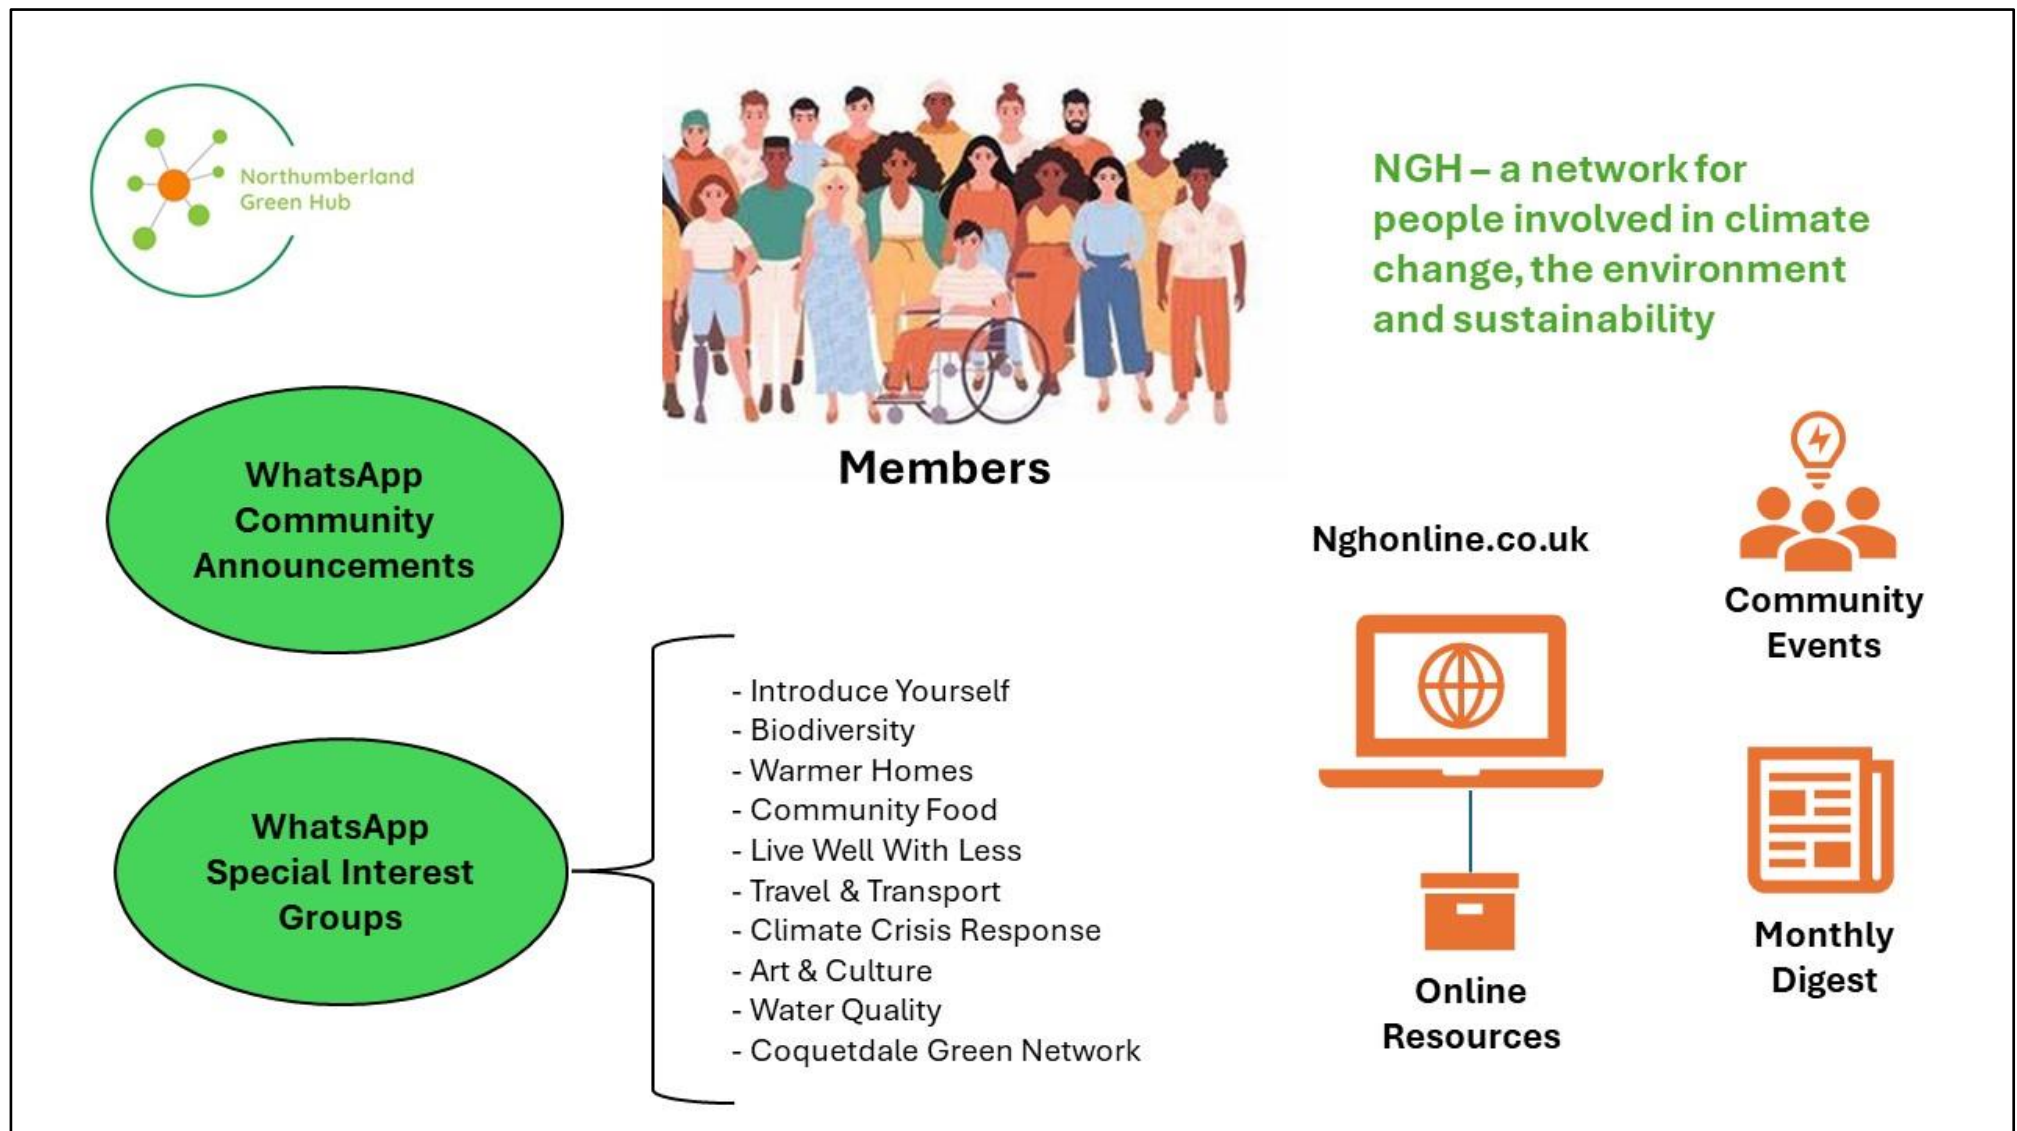 Northumberland
Green Hub
NGH – a network for
people involved in climate
change, the environment
and sustainability
Members
WhatsApp
Community
Announcements
WhatsApp
Special Interest
Groups
- Introduce Yourself
- Biodiversity
- Warmer Homes
- Community Food
- Live Well With Less
- Travel & Transport
- Climate Crisis Response
- Art & Culture
- Water Quality
- Coquetdale Green Network
Nghonline.co.uk
Online
Resources
Community
Events
Monthly
Digest